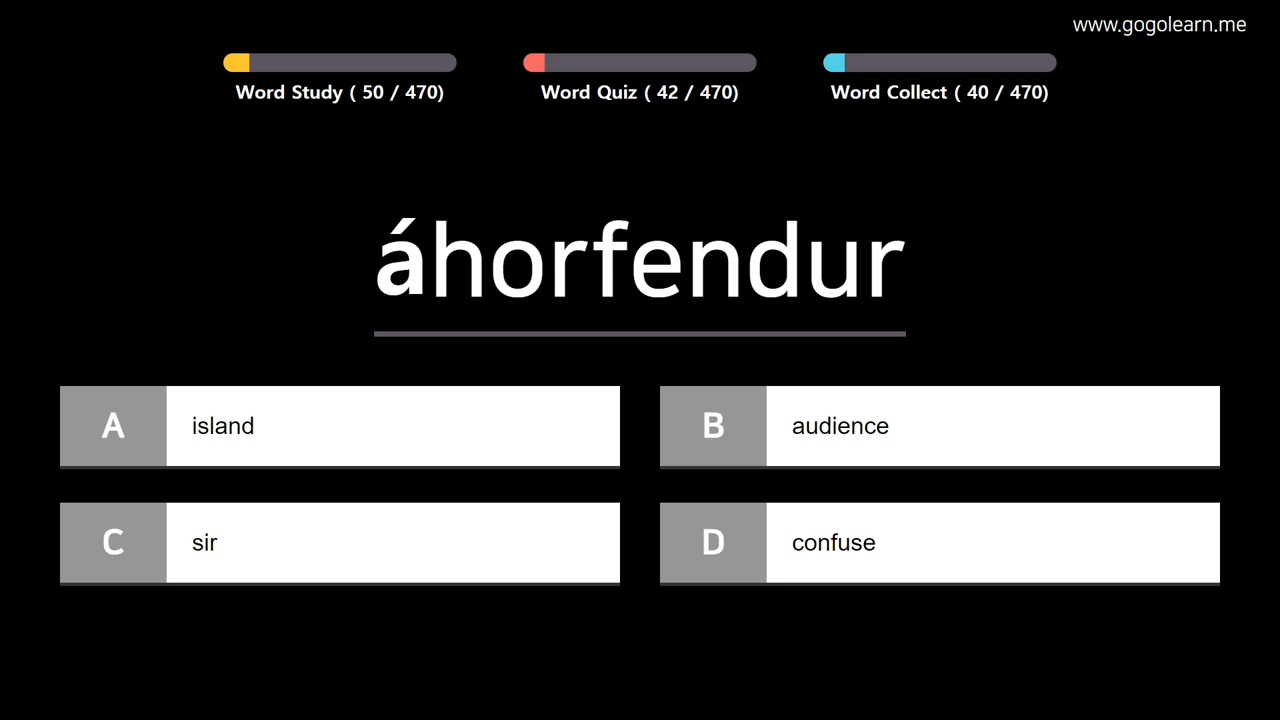 www.gogolearn.me
Word Study ( 50 / 470)
Word Quiz ( 42 / 470)
Word Collect ( 40 / 470)
áhorfendur
A island
B audience
C sir
D confuse